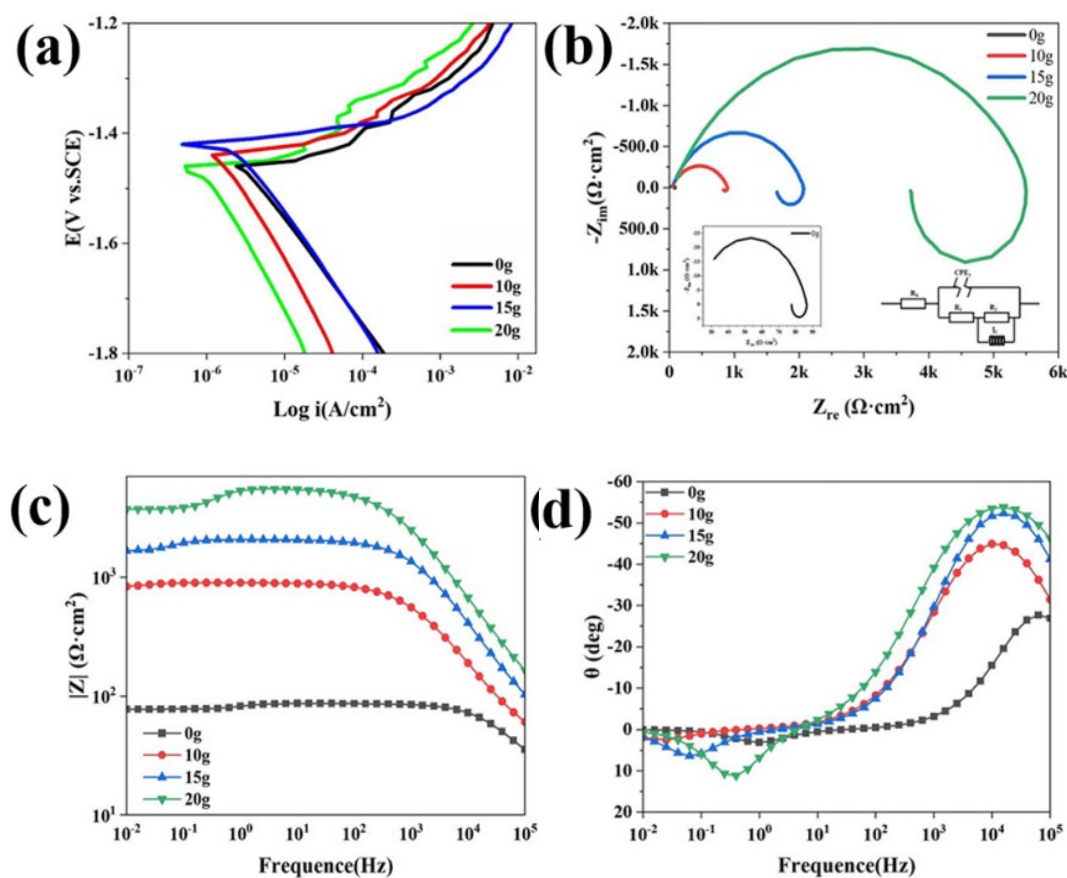 (a)
-1.2
-1.4
-1.6
-1.8
E(V vs.SCE)
0g
10g
15g
20g
10-7
10-6
10-5
10-4
10-3
10-2
Log i(A/cm2)
(b)
-2.0k
-1.5k
-1.0k
-500.0
0.0
500.0
1.0k
1.5k
2.0k
-Zim(Ω·cm2)
0g
10g
15g
20g
0g
CPE1
0
1k
2k
3k
4k
5k
6k
Zre (Ω·cm2)
(c)
103
102
101
|Z| (Ω·cm2)
0g
10g
15g
20g
10-2
10-1
100
101
102
103
104
105
Frequence(Hz)
(d)
-60
-50
-40
-30
-20
-10
0
10
20
θ (deg)
0g
10g
15g
20g
10-2
10-1
100
101
102
103
104
105
Frequence(Hz)